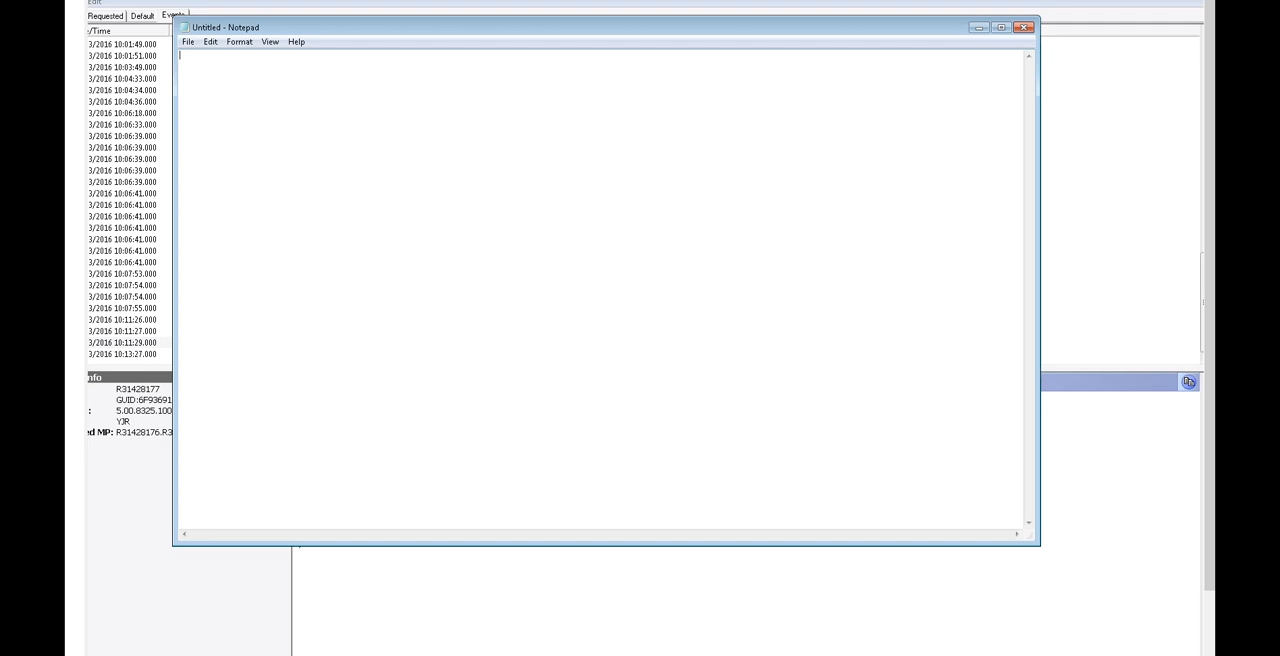 Edit
Requested Default
/Time
Untitled - Notepad
File Edit Format View Help
3/2016 10:01:49.000
3/2016 10:01:51.000
3/2016 10:03:49.000
3/2016 10:04:33.000
3/2016 10:04:34.000
3/2016 10:04:36.000
3/2016 10:06:18.000
3/2016 10:06:33.000
3/2016 10:06:39.000
3/2016 10:06:39.000
3/2016 10:06:39.000
3/2016 10:06:39.000
3/2016 10:06:39.000
3/2016 10:06:41.000
3/2016 10:06:41.000
3/2016 10:06:41.000
3/2016 10:06:41.000
3/2016 10:06:41.000
3/2016 10:06:41.000
3/2016 10:06:41.000
3/2016 10:07:53.000
3/2016 10:07:54.000
3/2016 10:07:54.000
3/2016 10:07:55.000
3/2016 10:11:26.000
3/2016 10:11:27.000
3/2016 10:11:29.000
3/2016 10:13:27.000
nfo
R31428177
GUID:6F93691
: 5.00.8325.100
YJR
ed MP: R31428176.R3